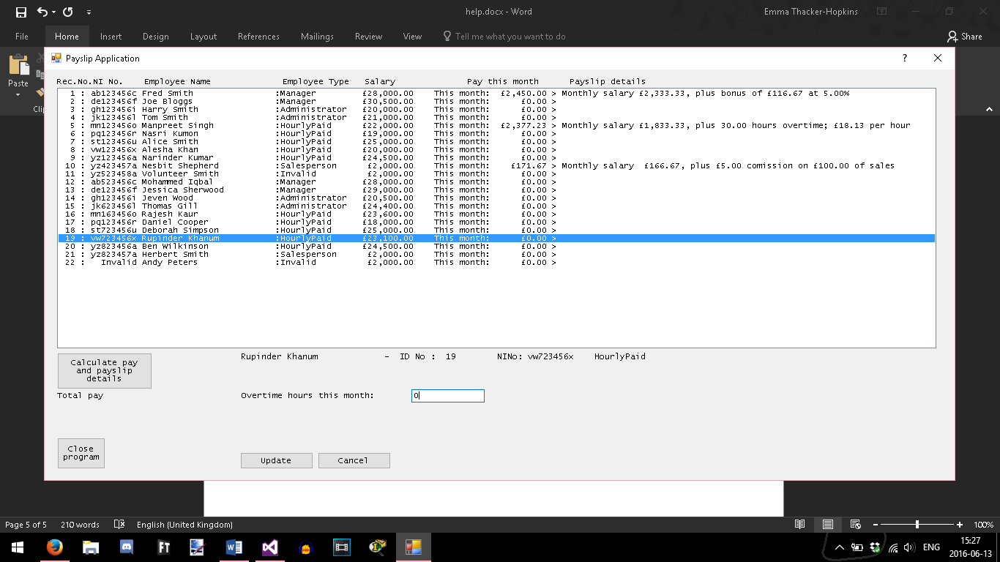 help.docx - Word
Emma Thacker-Hopkins
File Home Insert Design Layout References Mailings Review View Tell me what you want to do Share
Paste
Cli
Payslip Application
?
Rec.No.NI No. Employee Name Employee Type Salary Pay this month Payslip details
1 : ab123456c Fred Smith :Manager £28,000.00 This month: £2,450.00 > Monthly salary £2,333.33, plus bonus of £116.67 at 5.00%
2 : de123456f Joe Bloggs :Manager £30,500.00 This month: £0.00 >
3 : gh123456i Harry Smith :Administrator £20,000.00 This month: £0.00 >
4 : jk123456l Tom Smith :Administrator £21,000.00 This month: £0.00 >
5 : mn123456o Manpreet Singh :HourlyPaid £22,000.00 This month: £2,377.23 > Monthly salary £1,833.33, plus 30.00 hours overtime; £18.13 per hour
6 : pq123456r Nasri Kumon :HourlyPaid £19,000.00 This month: £0.00 >
7 : st123456u Alice Smith :HourlyPaid £25,000.00 This month: £0.00 >
8 : vw123456x Alesha Khan :HourlyPaid £20,000.00 This month: £0.00 >
9 : yz123456a Narinder Kumar :HourlyPaid £24,500.00 This month: £0.00 >
10 : yz423457a Nesbit Shepherd :Salesperson £2,000.00 This month: £171.67 > Monthly salary £166.67, plus £5.00 comission on £100.00 of sales
11 : yz523458a Volunteer Smith :Invalid £2,000.00 This month: £0.00 >
12 : ab523456c Mohammed Iqbal :Manager £28,000.00 This month: £0.00 >
13 : de123456f Jessica Sherwood :Manager £29,000.00 This month: £0.00 >
14 : gh123456i Jeven Wood :Administrator £20,500.00 This month: £0.00 >
15 : jk623456l Thomas Gill :Administrator £24,400.00 This month: £0.00 >
16 : mn163456o Rajesh Kaur :HourlyPaid £23,600.00 This month: £0.00 >
17 : pq123456r Daniel Cooper :HourlyPaid £18,000.00 This month: £0.00 >
18 : st723456u Deborah Simpson :HourlyPaid £25,000.00 This month: £0.00 >
19 : vw723456x Rupinder Khanum :HourlyPaid £23,100.00 This month: £0.00 >
20 : yz823456a Ben Wilkinson :HourlyPaid £24,500.00 This month: £0.00 >
21 : yz823457a Herbert Smith :Salesperson £2,000.00 This month: £0.00 >
22 : Invalid Andy Peters :Invalid £2,000.00 This month: £0.00 >
Calculate pay
and payslip
details
Rupinder Khanum - ID No : 19 NINo: vw723456x HourlyPaid
Total pay
Overtime hours this month: 0
Close
program
Update Cancel
Page 5 of 5 210 words English (United Kingdom) 100%
FT
ENG
15:27
2016-06-13